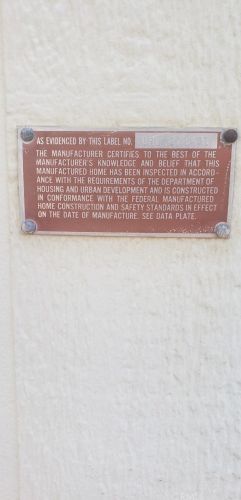 AS EVIDENCED BY THIS LABEL NO.
THE MANUFACTURER CERTIFIES TO THE BEST OF THE
MANUFACTURER'S KNOWLEDGE AND BELIEF THAT THIS
MANUFACTURED HOME HAS BEEN INSPECTED IN ACCORD-
ANCE WITH THE REQUIREMENTS OF THE DEPARTMENT OF
HOUSING AND URBAN DEVELOPMENT AND IS CONSTRUCTED
IN CONFORMANCE WITH THE FEDERAL MANUFACTURED
HOME CONSTRUCTION AND SAFETY STANDARDS IN EFFECT
ON THE DATE OF MANUFACTURE. SEE DATA PLATE.